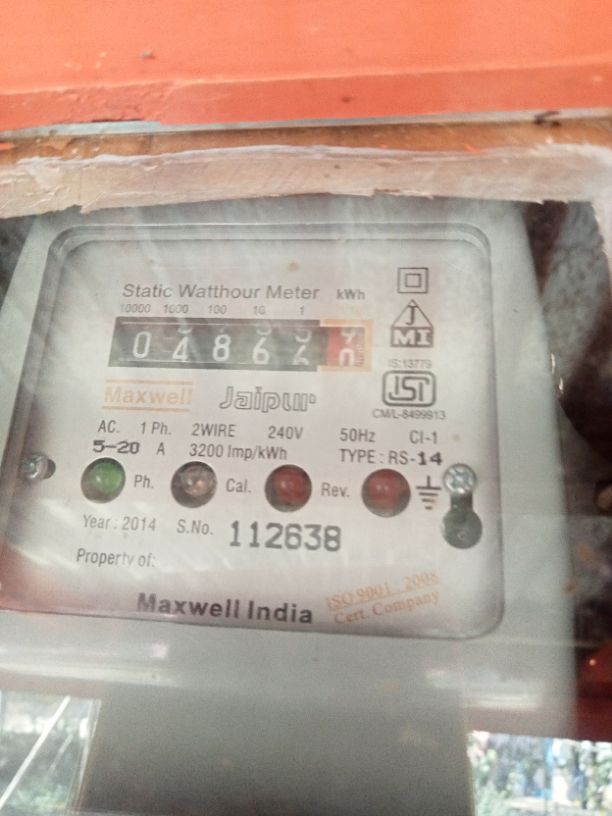 Static Watthour Meter kWh
10000 1000 100 10 1
0 4 8 6
Maxwell Jaipur
J
MI
IS:13779
ISI
CM/L-8499913
AC. 1 Ph. 2WIRE 240V 50Hz Cl-1
5-20 A 3200 Imp/kWh TYPE : RS-14
Ph. Cal. Rev.
Year : 2014 S.No. 112638
Property of:
Maxwell India
ISO 9001 . 2008
Cert. Company